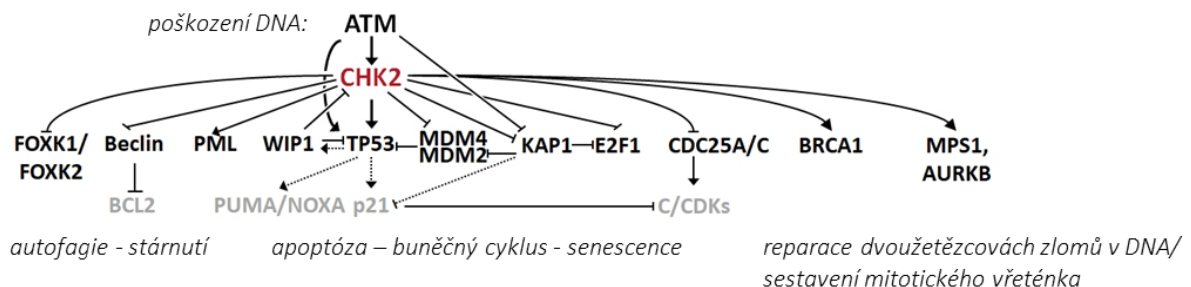 poškození DNA: ATM
CHK2
FOXK1/ Beclin PML WIP1 TP53 MDM4 KAP1 E2F1 CDC25A/C BRCA1 MPS1,
FOXK2 MDM2 AURKB
BCL2 PUMA/NOXA p21 C/CDKs
autofagie - stárnutí apoptóza – buněčný cyklus - senescence reparace dvoužetězcovách zlomů v DNA/
sestavení mitotického vřeténka